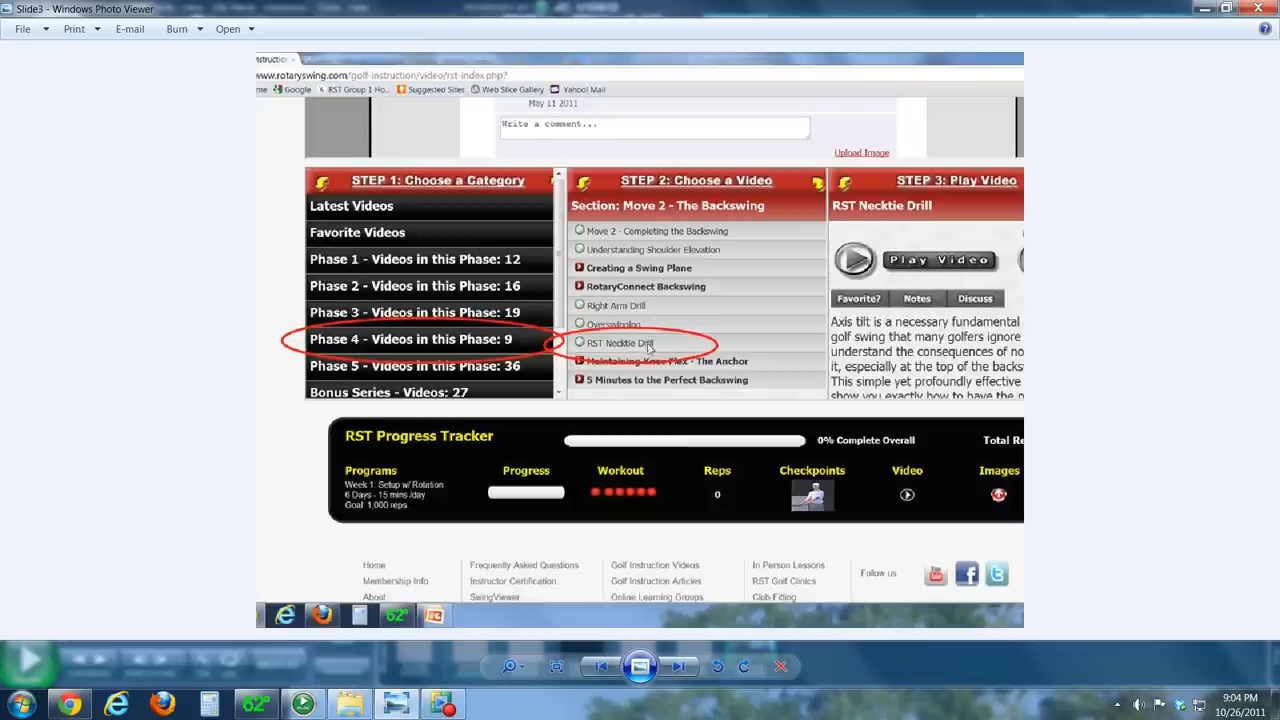 Slide3 - Windows Photo Viewer
File Print E-mail Burn Open
www.rotaryswing.com/golf-instruction/video/rst-index.php?
Google RST Group 1 Ho... Suggested Sites Web Slice Gallery Yahoo! Mail
May 11 2011
Write a comment...
Upload Image
STEP 1: Choose a Category
Latest Videos
Favorite Videos
Phase 1 - Videos in this Phase: 12
Phase 2 - Videos in this Phase: 16
Phase 3 - Videos in this Phase: 19
Phase 4 - Videos in this Phase: 9
Phase 5 - Videos in this Phase: 36
Bonus Series - Videos: 27
STEP 2: Choose a Video
Section: Move 2 - The Backswing
Move 2 - Completing the Backswing
Understanding Shoulder Elevation
Creating a Swing Plane
RotaryConnect Backswing
Right Arm Drill
Overswinging
RST Necktie Drill
Maintaining Knee Flex - The Anchor
5 Minutes to the Perfect Backswing
STEP 3: Play Video
RST Necktie Drill
Play Video
Favorite? Notes Discuss
Axis tilt is a necessary fundamental
golf swing that many golfers ignore
understand the consequences of no
it, especially at the top of the backs
This simple yet profoundly effective
show you exactly how to have the p
RST Progress Tracker
0% Complete Overall
Total Re
Programs Progress Workout Reps Checkpoints Video Images
Week 1: Setup w/ Rotation
6 Days - 15 mins /day
Goal: 1,000 reps
0
Home Frequently Asked Questions Golf Instruction Videos In Person Lessons
Membership Info Instructor Certification Golf Instruction Articles RST Golf Clinics
About SwingViewer Online Learning Groups Club Fitting
Follow us
62°
62°
9:04 PM
10/26/2011